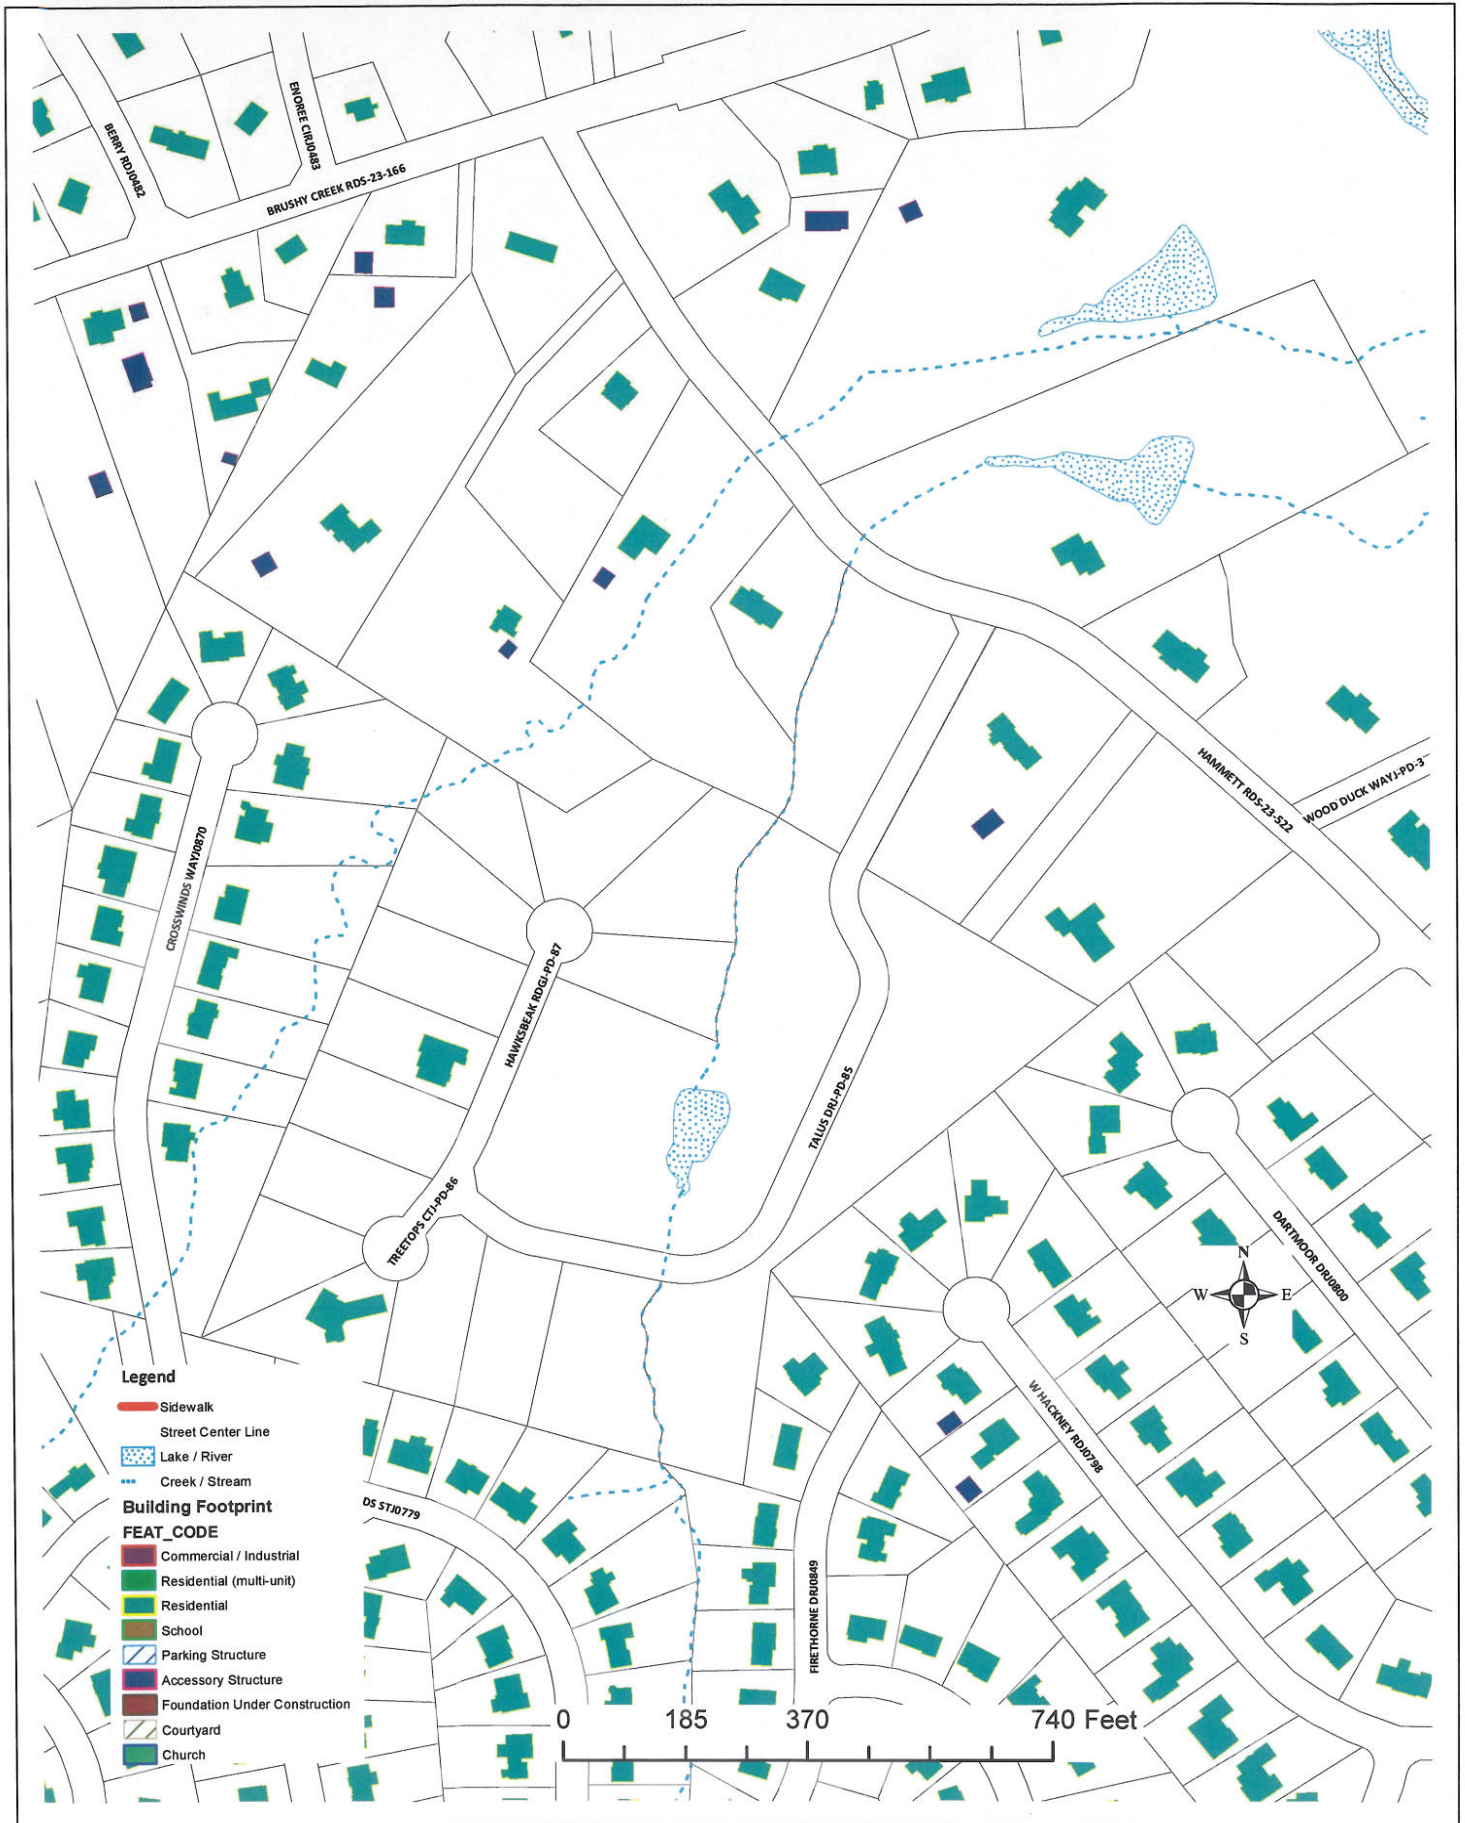 BERRY RDJ0482
ENOREE CIRJ0483
BRUSHY CREEK RDS-23-166
HAMMETT RDS-23-522
WOOD DUCK WAYJ-PD-3
CROSSWINDS WAYJ0870
HAWKSBEAK RDGJ-PD-87
TALUS DRJ-PD-85
TREETOPS CTJ-PD-86
DARTMOOR DRJ0800
N
W
E
S
W HACKNEY RDJ0798
DS STJ0779
FIRETHORNE DRJ0849
Legend
Sidewalk
Street Center Line
Lake / River
Creek / Stream
Building Footprint
FEAT_CODE
Commercial / Industrial
Residential (multi-unit)
Residential
School
Parking Structure
Accessory Structure
Foundation Under Construction
Courtyard
Church
0 185 370 740 Feet